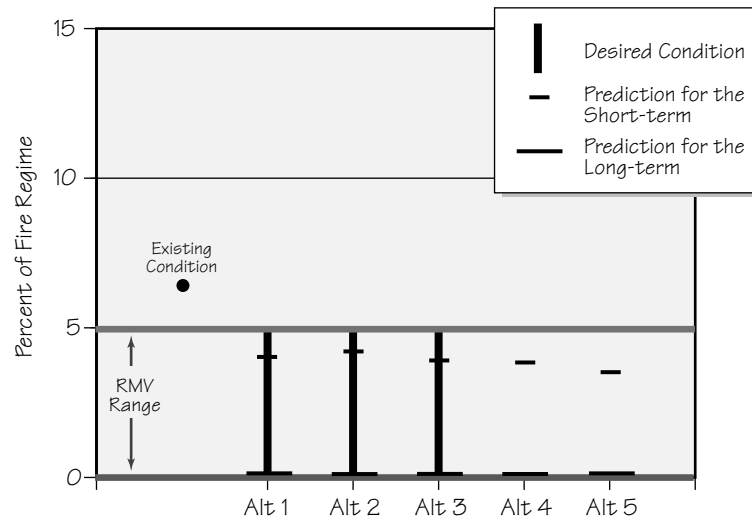 15
10
5
0
Percent of Fire Regime
Desired Condition
Prediction for the
Short-term
Prediction for the
Long-term
Existing
Condition
RMV
Range
Alt 1
Alt 2
Alt 3
Alt 4
Alt 5